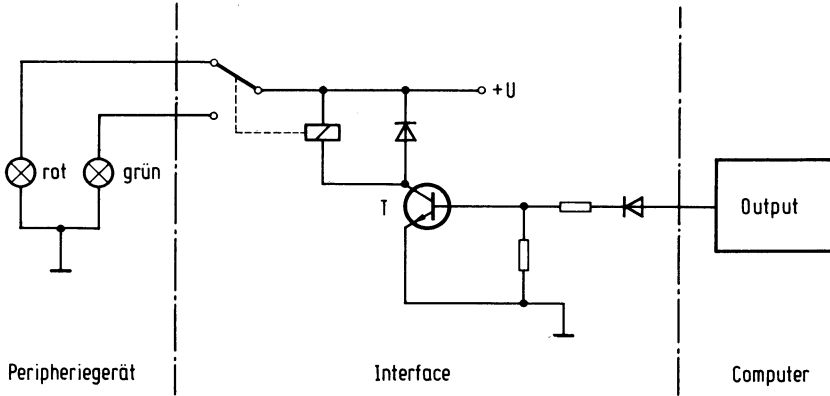 +U
rot
grün
T
Output
Peripheriegerät
Interface
Computer